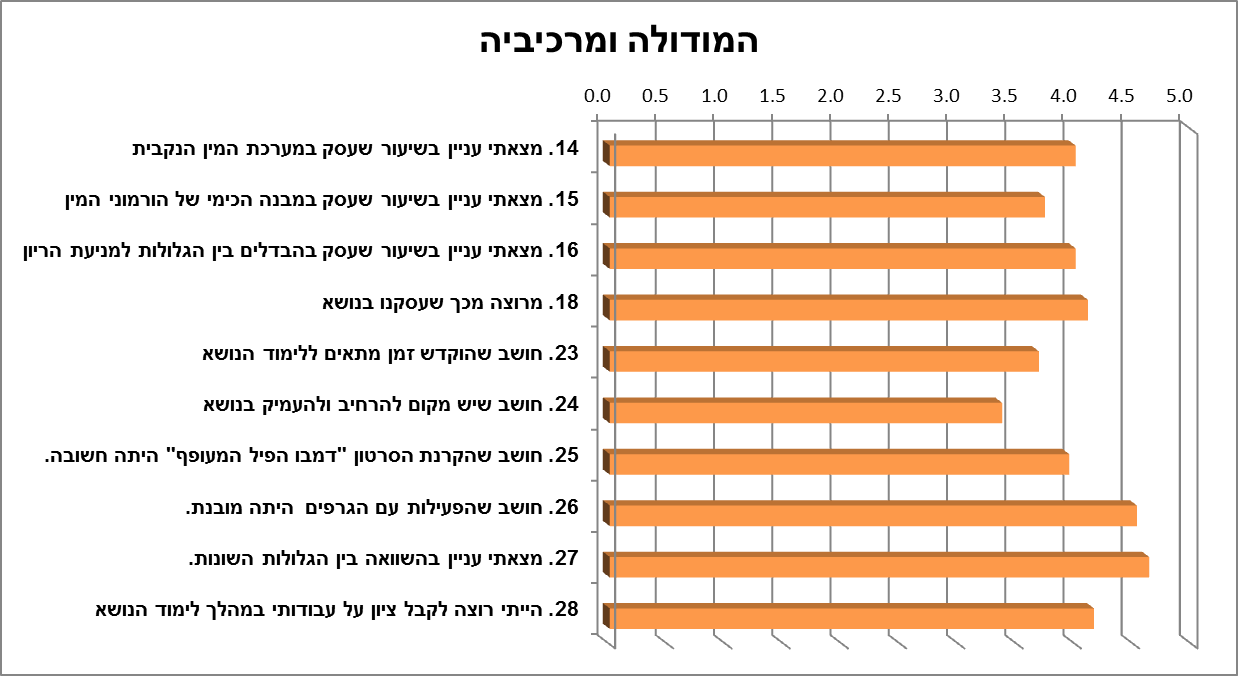 המודולה ומרכיביה
0.0 0.5 1.0 1.5 2.0 2.5 3.0 3.5 4.0 4.5 5.0
14. מצאתי עניין בשיעור שעסק במערכת המין הנקבית
15. מצאתי עניין בשיעור שעסק במבנה הכימי של הורמוני המין
16. מצאתי עניין בשיעור שעסק בהבדלים בין הגלולות למניעת הריון
18. מרוצה מכך שעסקנו בנושא
23. חושב שהוקדש זמן מתאים ללימוד הנושא
24. חושב שיש מקום להרחיב ולהעמיק בנושא
25. חושב שהקרנת הסרטון "דמבו הפיל המעופף" היתה חשובה.
26. חושב שהפעילות עם הגרפים היתה מובנת.
27. מצאתי עניין בהשוואה בין הגלולות השונות.
28. הייתי רוצה לקבל ציון על עבודותי במהלך לימוד הנושא